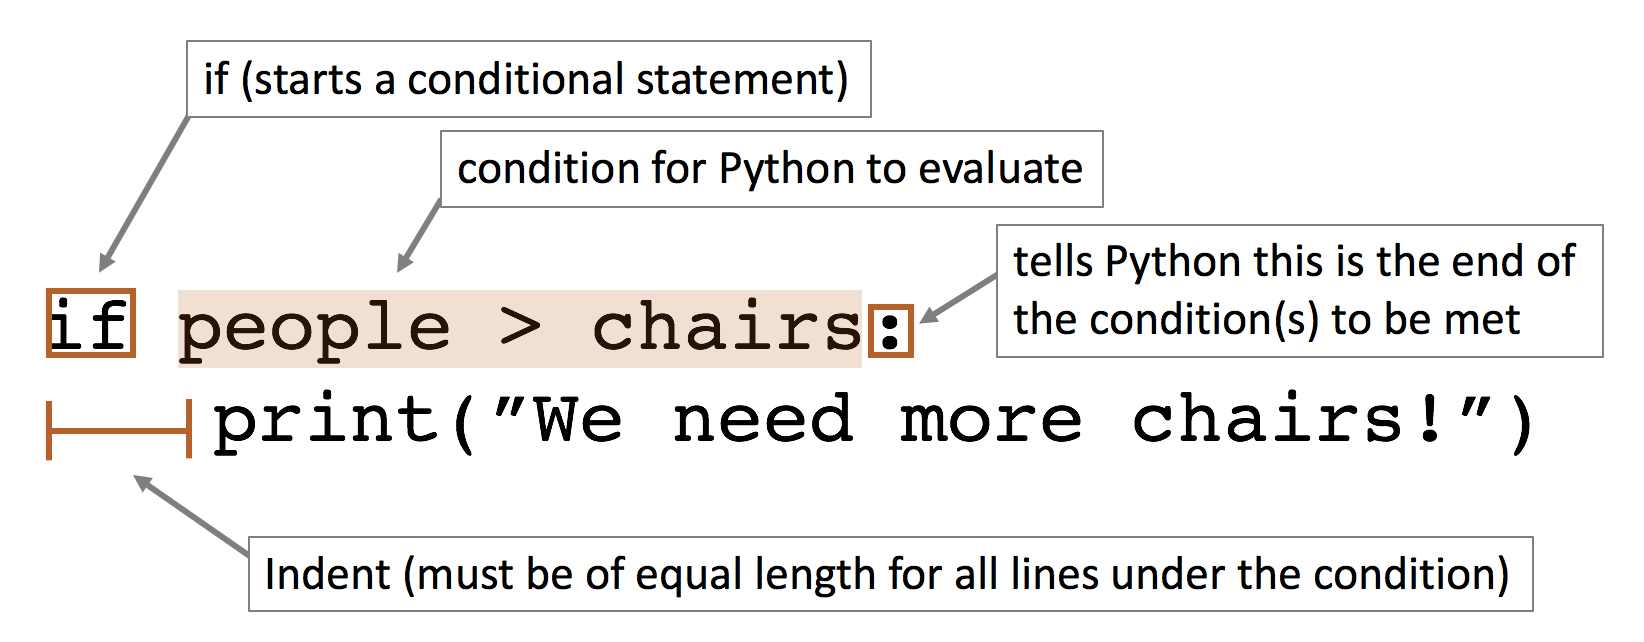 if (starts a conditional statement)
condition for Python to evaluate
tells Python this is the end of
the condition(s) to be met
if people > chairs:
print(”We need more chairs!”)
Indent (must be of equal length for all lines under the condition)